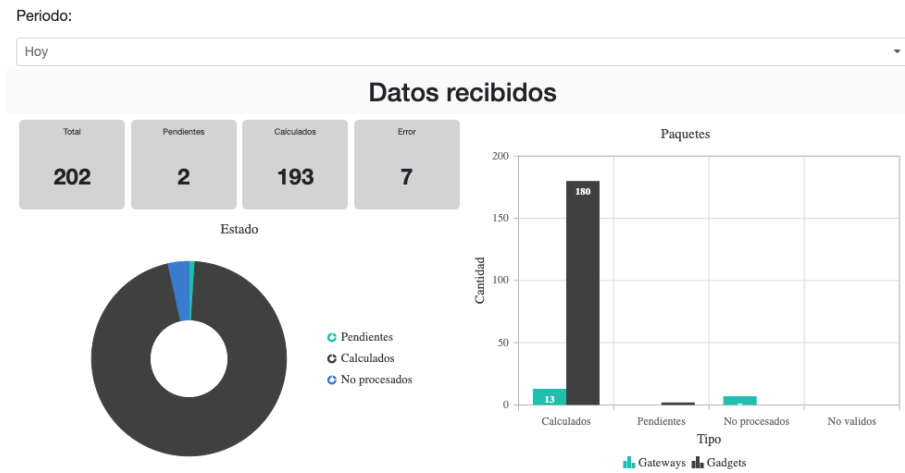 Periodo:
Hoy
Datos recibidos
Total
202
Pendientes
2
Calculados
193
Error
7
Estado
Pendientes
Calculados
No procesados
Paquetes
Cantidad
200
150
100
50
0
180
13
Calculados
Pendientes
No procesados
No validos
Tipo
Gateways
Gadgets